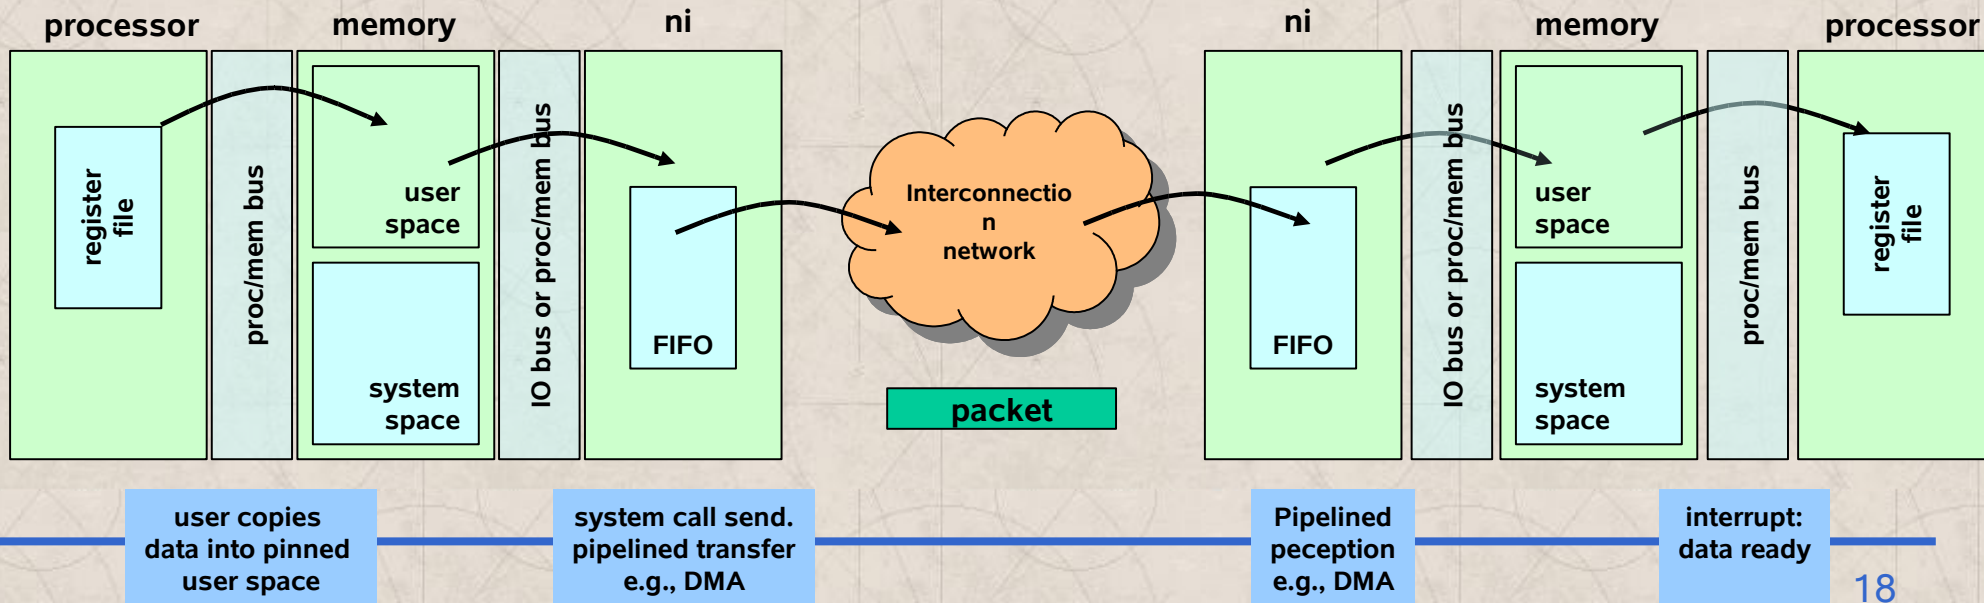 processor
memory
ni
ni
memory
processor
register
file
proc/mem bus
user
space
system
space
IO bus or proc/mem bus
FIFO
Interconnectio
n
network
packet
FIFO
IO bus or proc/mem bus
user
space
system
space
proc/mem bus
register
file
user copies
data into pinned
user space
system call send.
pipelined transfer
e.g., DMA
Pipelined
peception
e.g., DMA
interrupt:
data ready
18